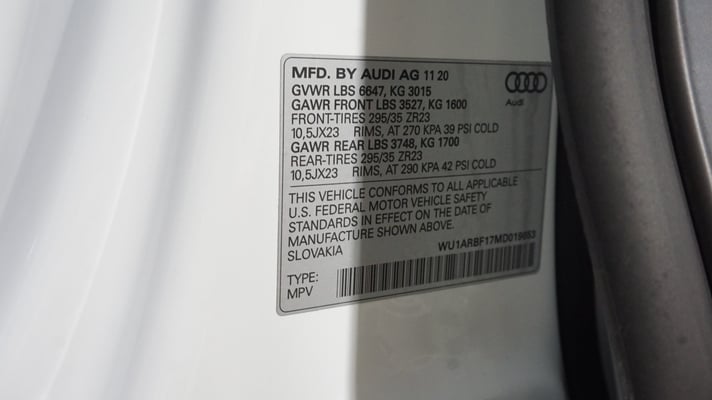 MFD. BY AUDI AG 11 20
GVWR LBS 6647, KG 3015
GAWR FRONT LBS 3527, KG 1600
FRONT-TIRES 295/35 ZR23
10,5JX23 RIMS, AT 270 KPA 39 PSI COLD
GAWR REAR LBS 3748, KG 1700
REAR-TIRES 295/35 ZR23
10,5JX23 RIMS, AT 290 KPA 42 PSI COLD
Audi
THIS VEHICLE CONFORMS TO ALL APPLICABLE
U.S. FEDERAL MOTOR VEHICLE SAFETY
STANDARDS IN EFFECT ON THE DATE OF
MANUFACTURE SHOWN ABOVE.
SLOVAKIA
WU1ARBF17MD019653
TYPE:
MPV